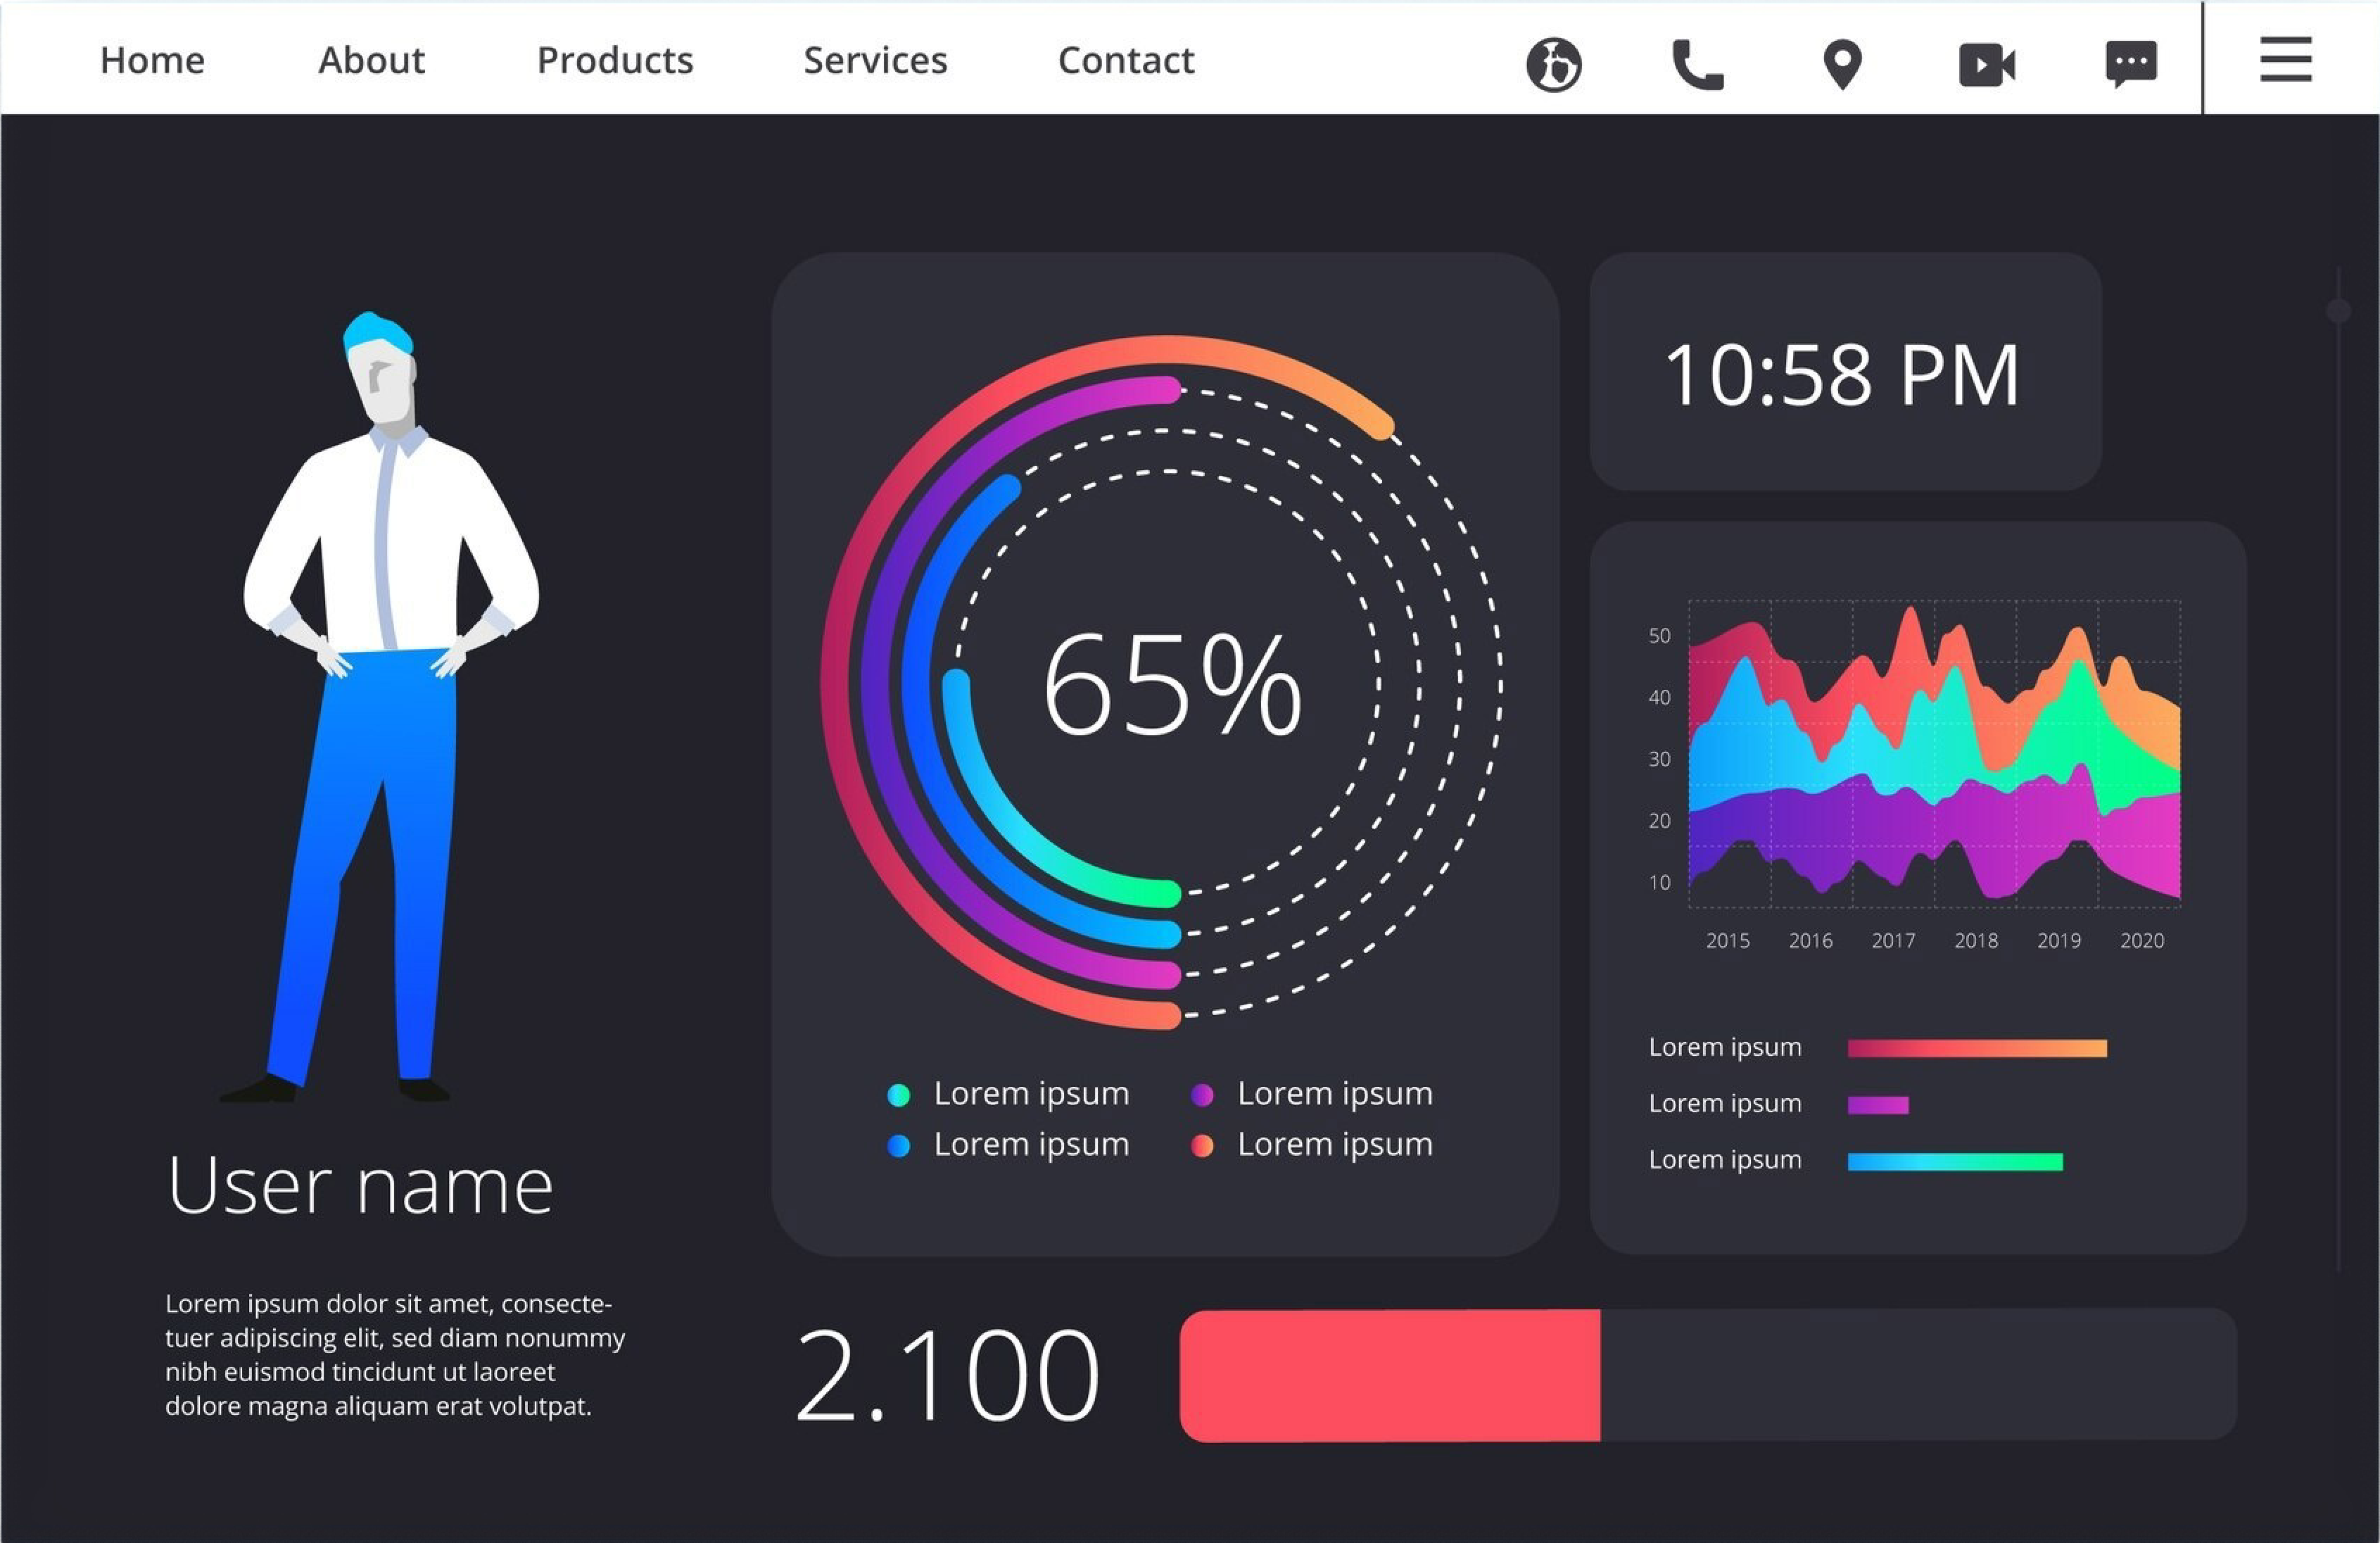 Home About Products Services Contact
10:58 PM
65%
50
40
30
20
10
2015 2016 2017 2018 2019 2020
Lorem ipsum
Lorem ipsum
Lorem ipsum
Lorem ipsum Lorem ipsum
Lorem ipsum Lorem ipsum
User name
Lorem ipsum dolor sit amet, consecte-
tuer adipiscing elit, sed diam nonummy
nibh euismod tincidunt ut laoreet
dolore magna aliquam erat volutpat.
2.100